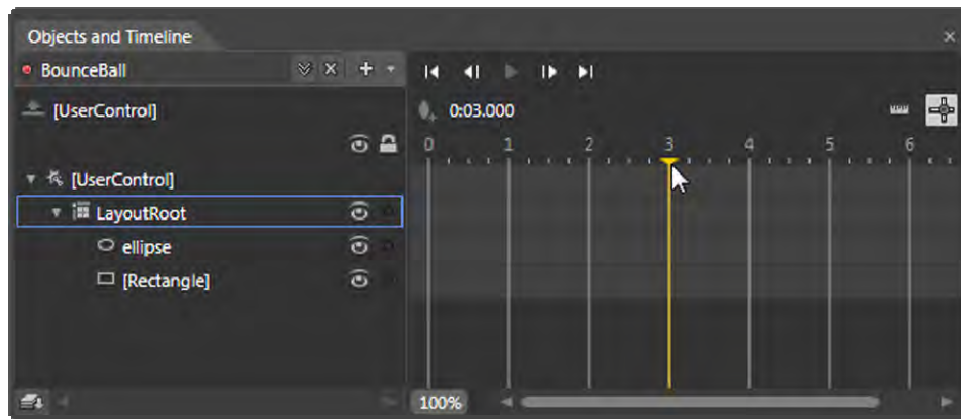 Objects and Timeline
BounceBall
[UserControl]
0:03.000
0 1 2 3 4 5 6
[UserControl]
LayoutRoot
ellipse
[Rectangle]
100%